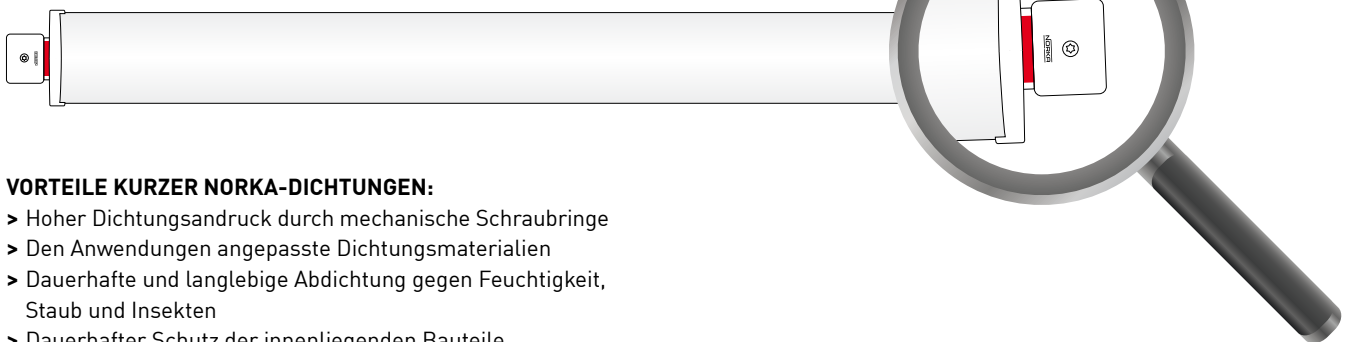 NORKA
VORTEILE KURZER NORKA-DICHTUNGEN:
> Hoher Dichtungsandruck durch mechanische Schraubringe
> Den Anwendungen angepasste Dichtungsmaterialien
> Dauerhafte und langlebige Abdichtung gegen Feuchtigkeit,
Staub und Insekten
> Dauerhafter Schutz der innenliegenden Bauteile